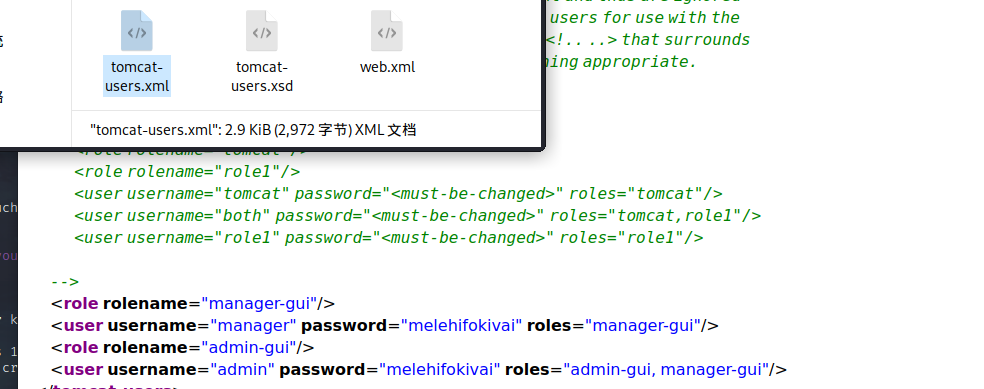 users for use with the
tomcat-
users.xml
tomcat-
users.xsd
web.xml
<!.. ..> that surrounds
appropriate.
"tomcat-users.xml": 2.9 KiB (2,972 字节) XML 文档
<role rolename="tomcat"/>
<role rolename="role1"/>
<user username="tomcat" password="<must-be-changed>" roles="tomcat"/>
<user username="both" password="<must-be-changed>" roles="tomcat,role1"/>
<user username="role1" password="<must-be-changed>" roles="role1"/>
-->
<role rolename="manager-gui"/>
<user username="manager" password="melehifokivai" roles="manager-gui"/>
<role rolename="admin-gui"/>
<user username="admin" password="melehifokivai" roles="admin-gui, manager-gui"/>
</tomcat-users>